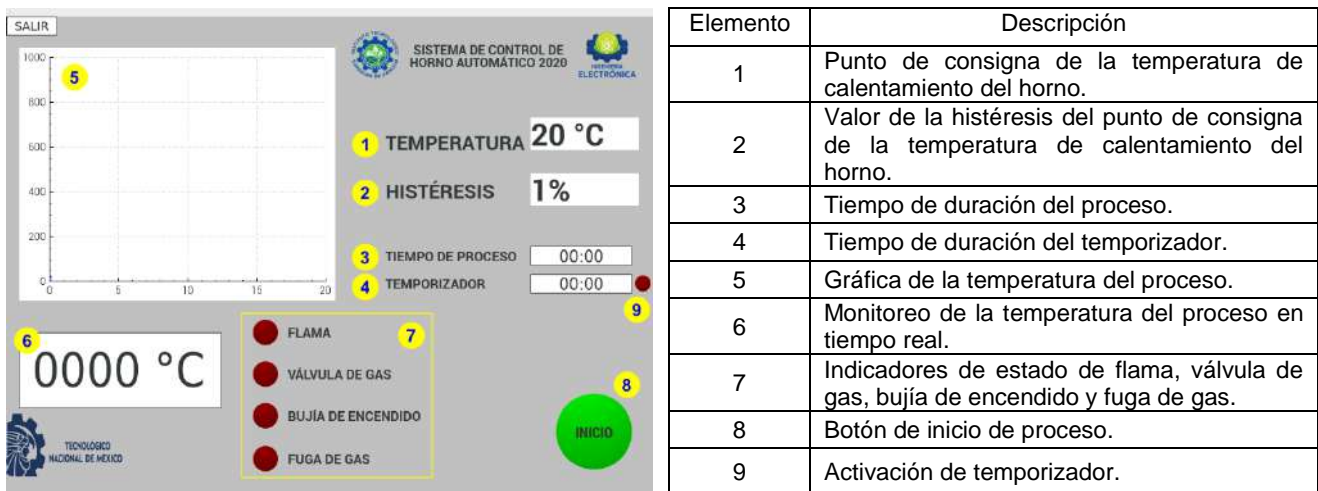 SALIR
SISTEMA DE CONTROL DE
HORNO AUTOMÁTICO 2020
INGENIERÍA
ELECTRÓNICA
1000
800
600
400
200
0
0 5 10 15 20
5
1 TEMPERATURA 20 °C
2 HISTÉRESIS 1%
3 TIEMPO DE PROCESO 00:00
4 TEMPORIZADOR 00:00
9
6
0000 °C
7
FLAMA
VÁLVULA DE GAS
BUJÍA DE ENCENDIDO
FUGA DE GAS
8
INICIO
TECNOLÓGICO
NACIONAL DE MÉXICO
Elemento Descripción
1 Punto de consigna de la temperatura de
calentamiento del horno.
2 Valor de la histéresis del punto de consigna
de la temperatura de calentamiento del
horno.
3 Tiempo de duración del proceso.
4 Tiempo de duración del temporizador.
5 Gráfica de la temperatura del proceso.
6 Monitoreo de la temperatura del proceso en
tiempo real.
7 Indicadores de estado de flama, válvula de
gas, bujía de encendido y fuga de gas.
8 Botón de inicio de proceso.
9 Activación de temporizador.